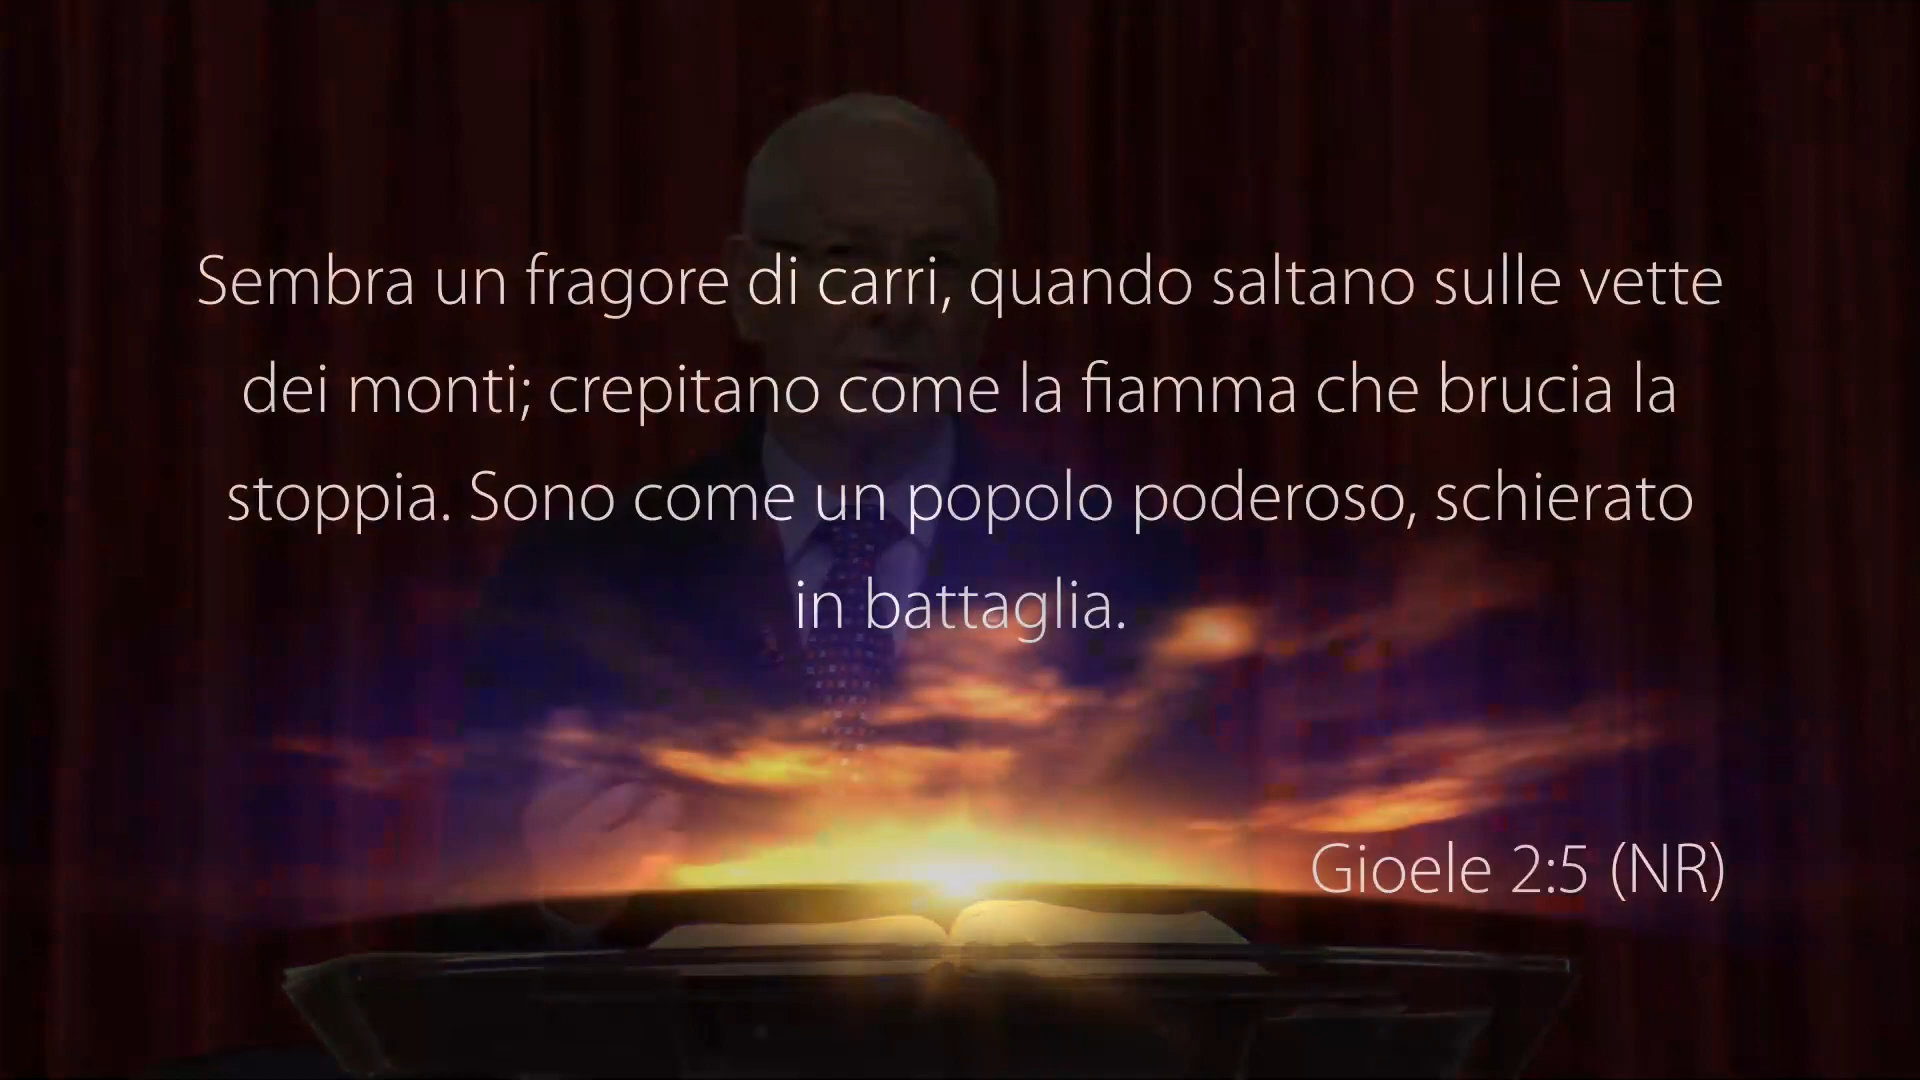 Sembra un fragore di carri, quando saltano sulle vette
dei monti; crepitano come la fiamma che brucia la
stoppia. Sono come un popolo poderoso, schierato
in battaglia.
Gioele 2:5 (NR)